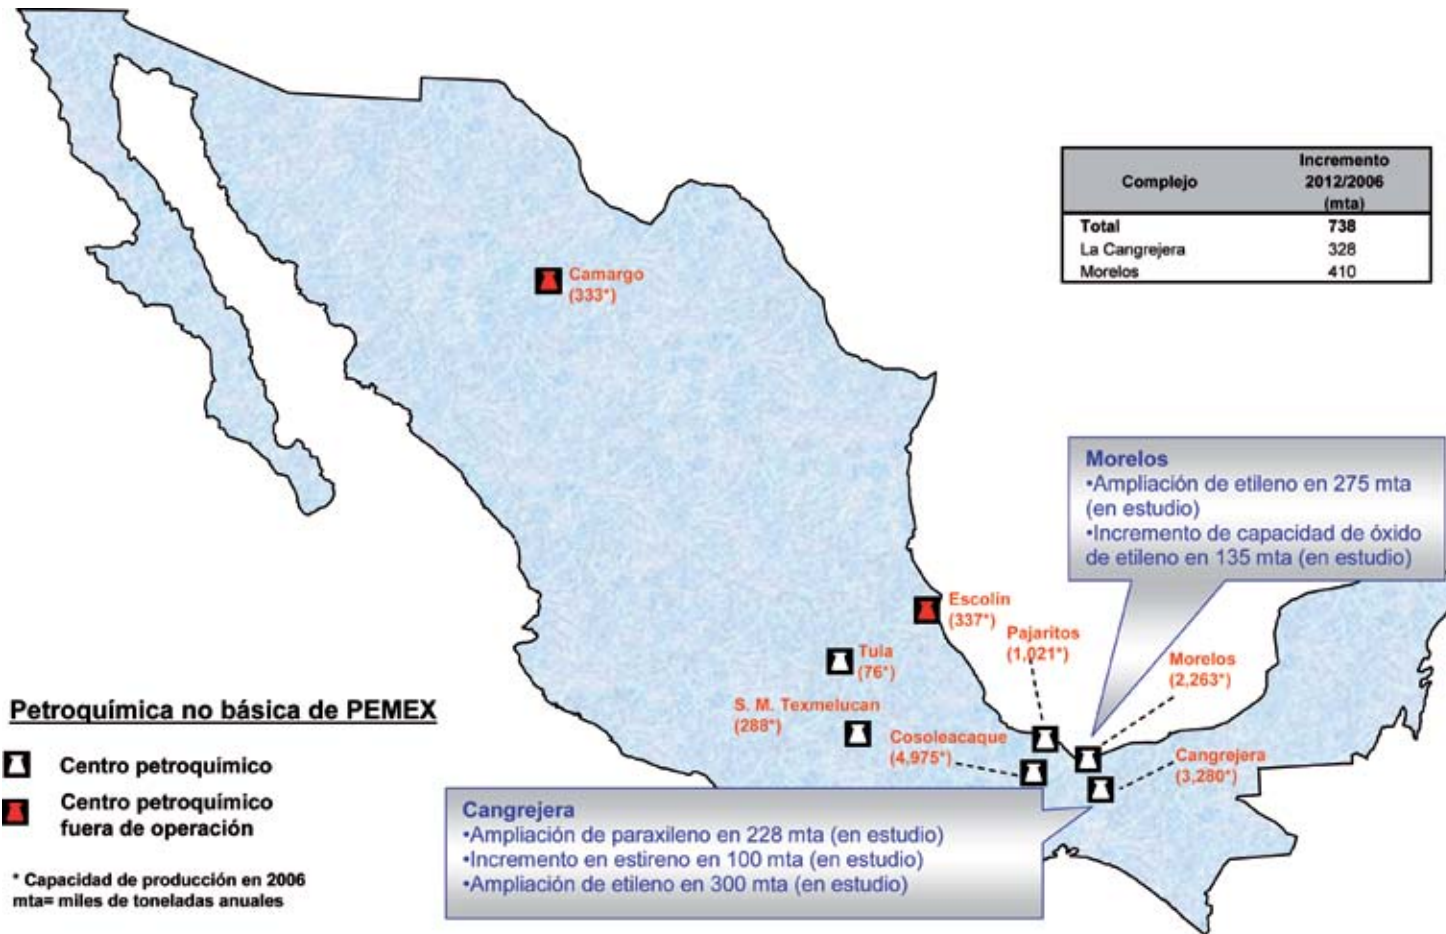 Complejo
Incremento
2012/2006
(mta)
Total 738
La Cangrejera 328
Morelos 410
Camargo
(333*)
Morelos
•Ampliación de etileno en 275 mta
(en estudio)
•Incremento de capacidad de óxido
de etileno en 135 mta (en estudio)
Escolin
(337*)
Pajaritos
(1,021*)
Tula
(76*)
Morelos
(2,263*)
S. M. Texmelucan
(288*)
Cosoleacaque
(4,975*)
Cangrejera
(3,280*)
Petroquímica no básica de PEMEX
Centro petroquímico
Centro petroquímico
fuera de operación
* Capacidad de producción en 2006
mta= miles de toneladas anuales
Cangrejera
•Ampliación de paraxileno en 228 mta (en estudio)
•Incremento en estireno en 100 mta (en estudio)
•Ampliación de etileno en 300 mta (en estudio)